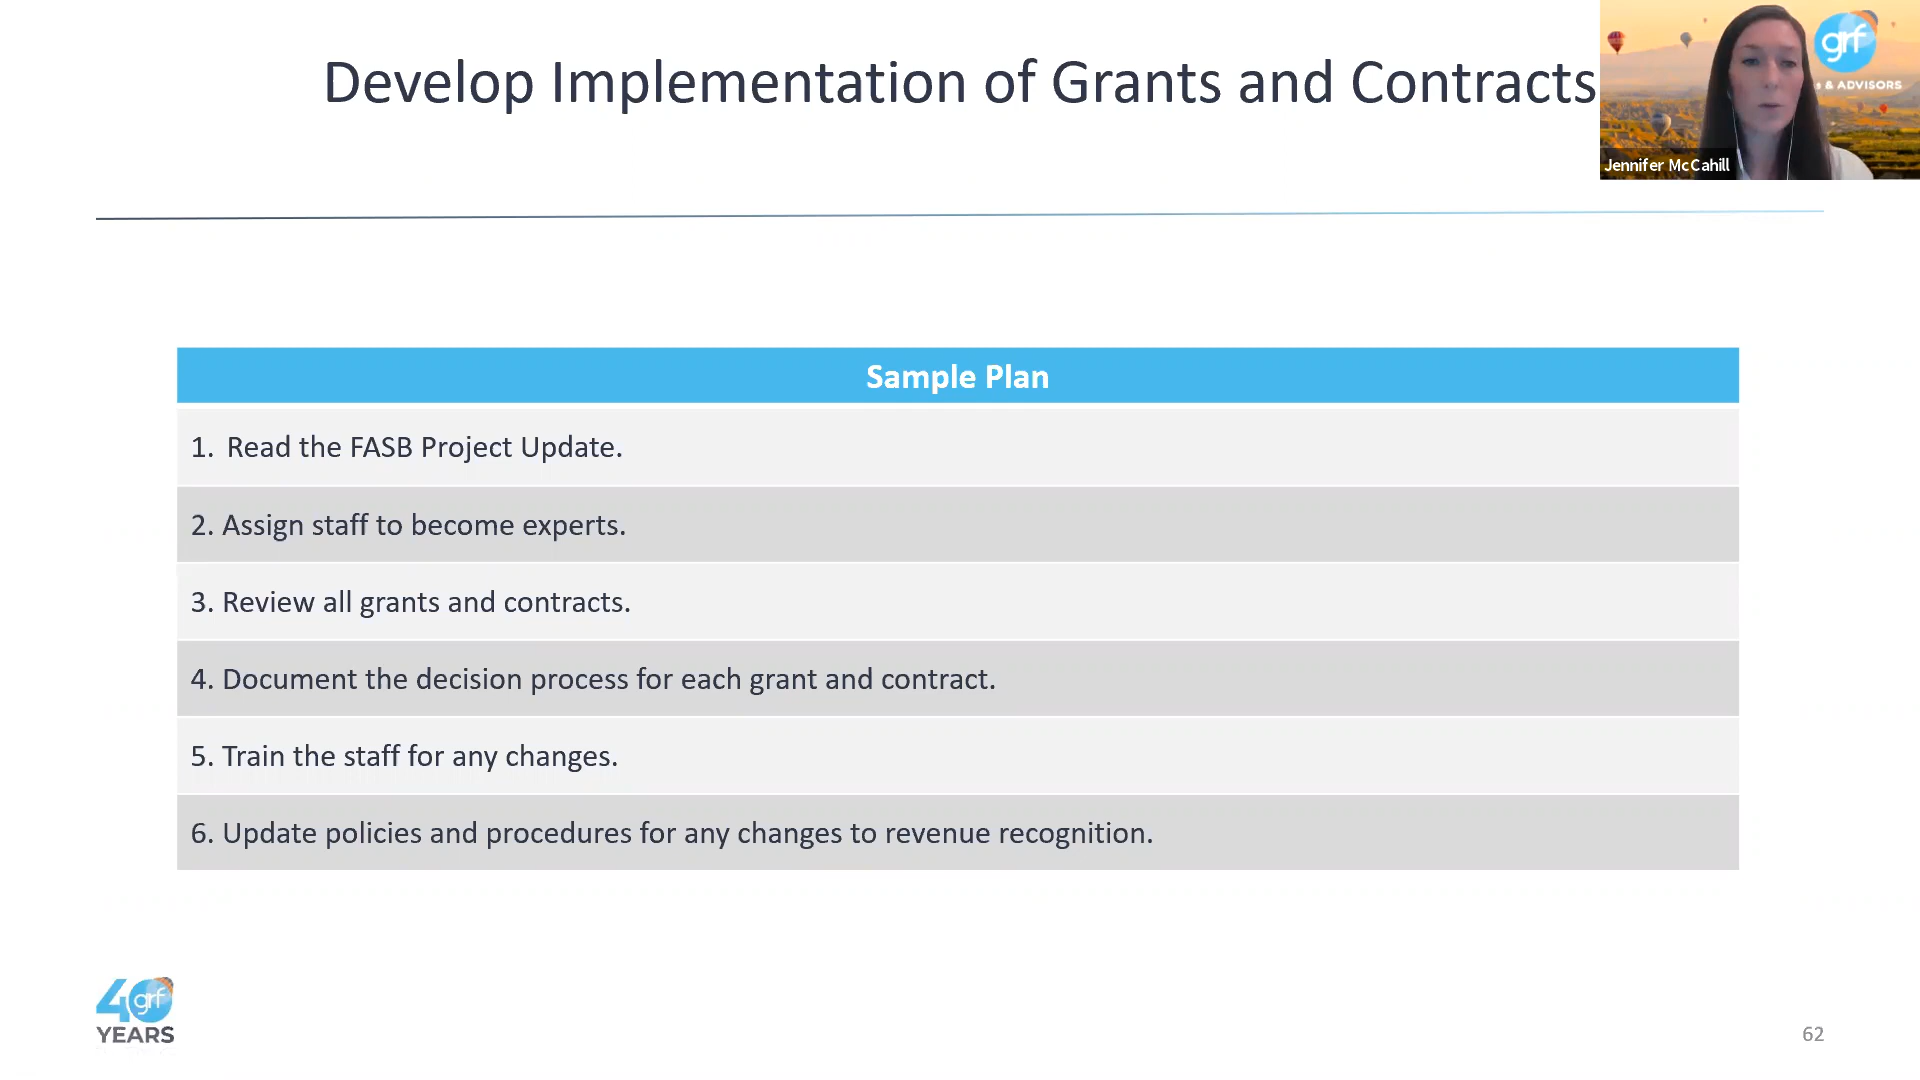 Develop Implementation of Grants and Contracts
grf
s & ADVISORS
Jennifer McCahill
Sample Plan
1. Read the FASB Project Update.
2. Assign staff to become experts.
3. Review all grants and contracts.
4. Document the decision process for each grant and contract.
5. Train the staff for any changes.
6. Update policies and procedures for any changes to revenue recognition.
40 grf
YEARS
62